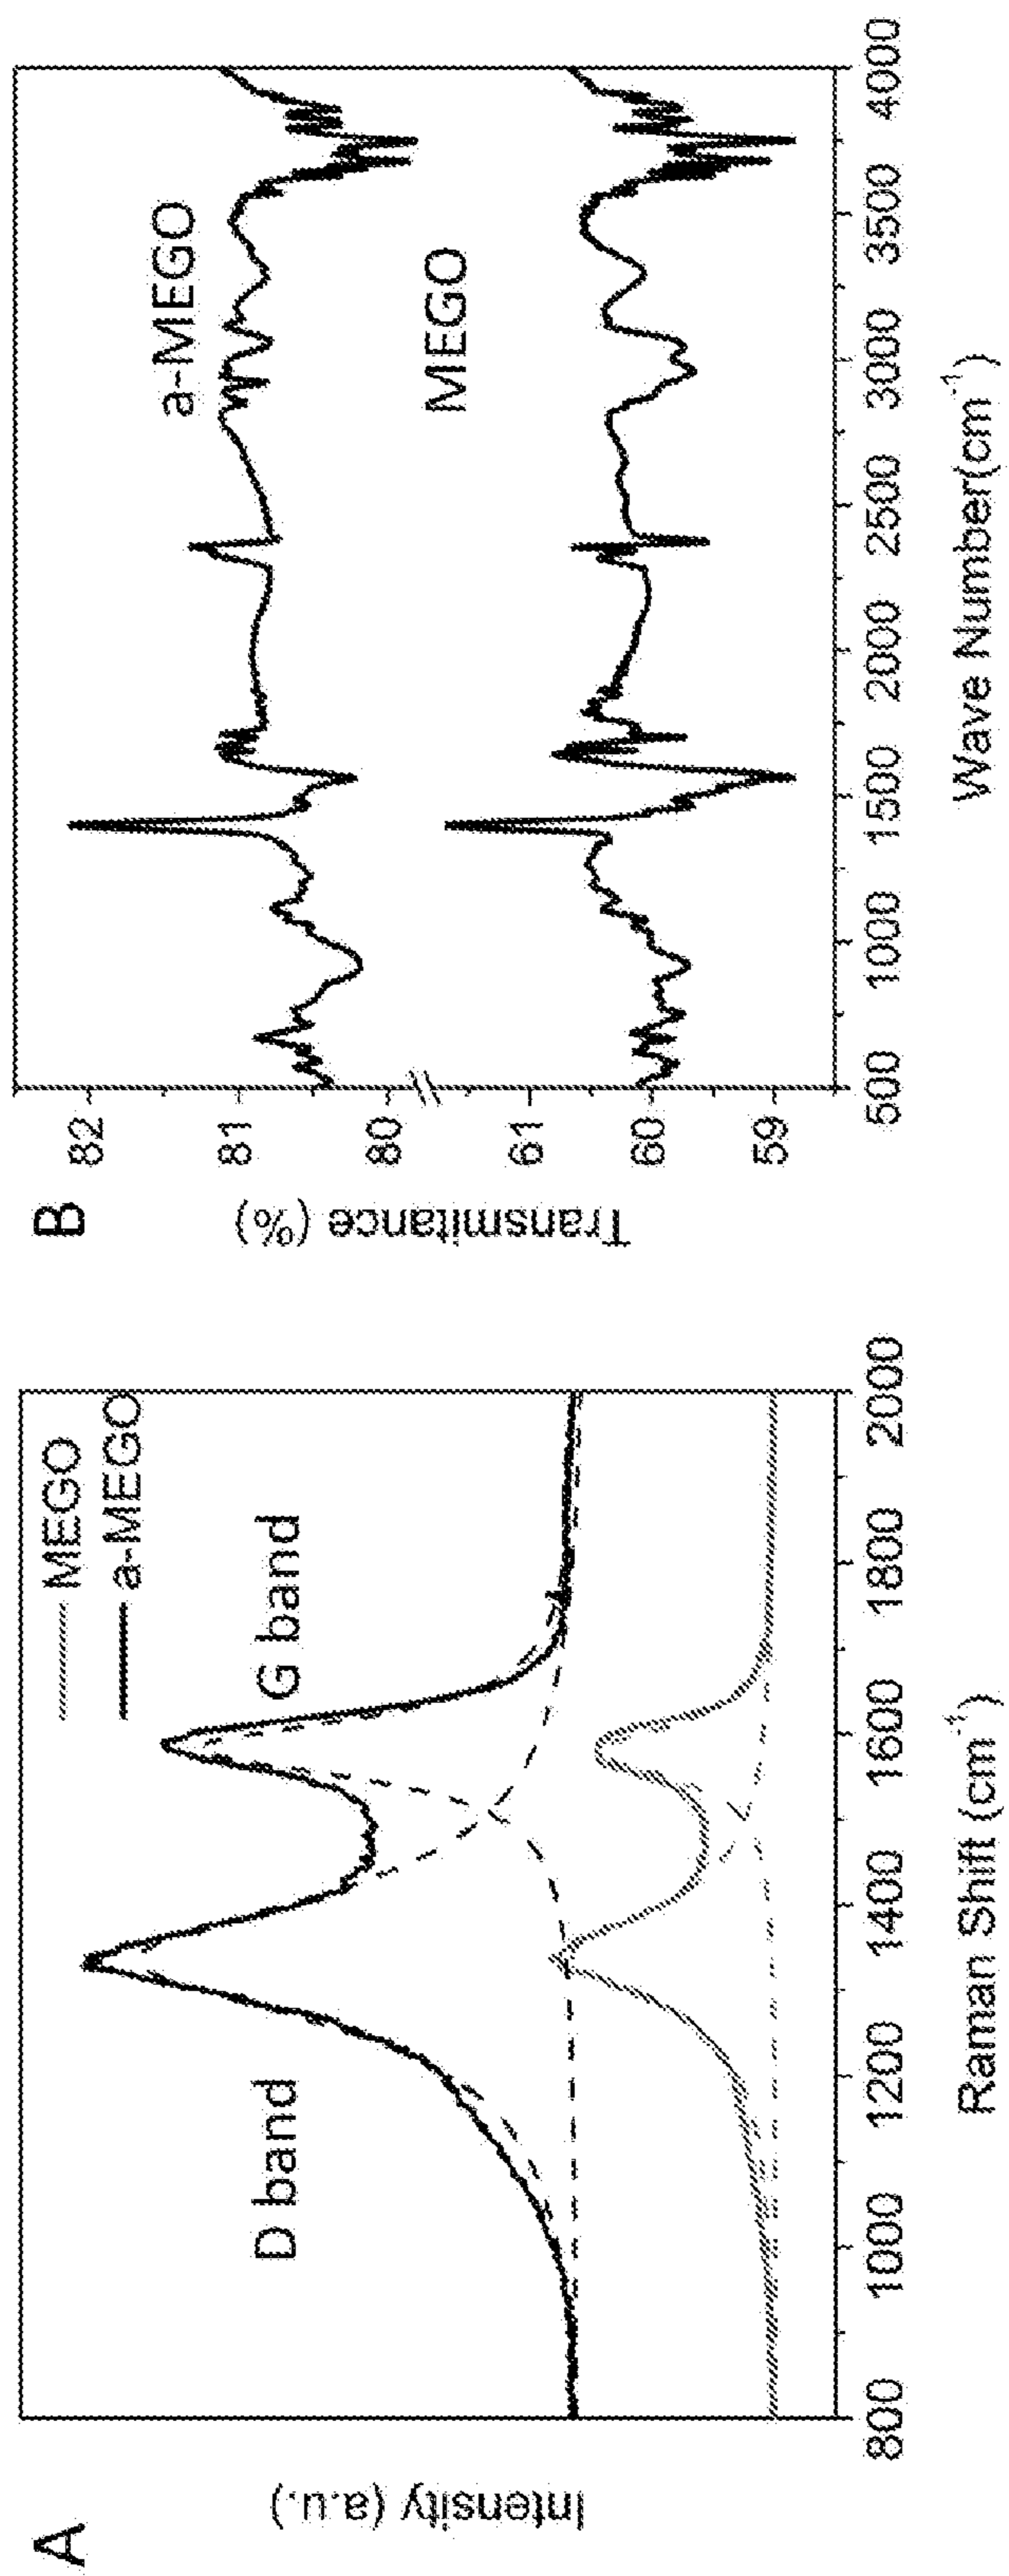 A
Intensity (a.u.)
MEGO
a-MEGO
D band
G band
800 1000 1200 1400 1600 1800 2000
Raman Shift (cm⁻¹)
B
Transmitance (%)
82
81
80
61
60
59
a-MEGO
MEGO
500 1000 1500 2000 2500 3000 3500 4000
Wave Number(cm⁻¹)